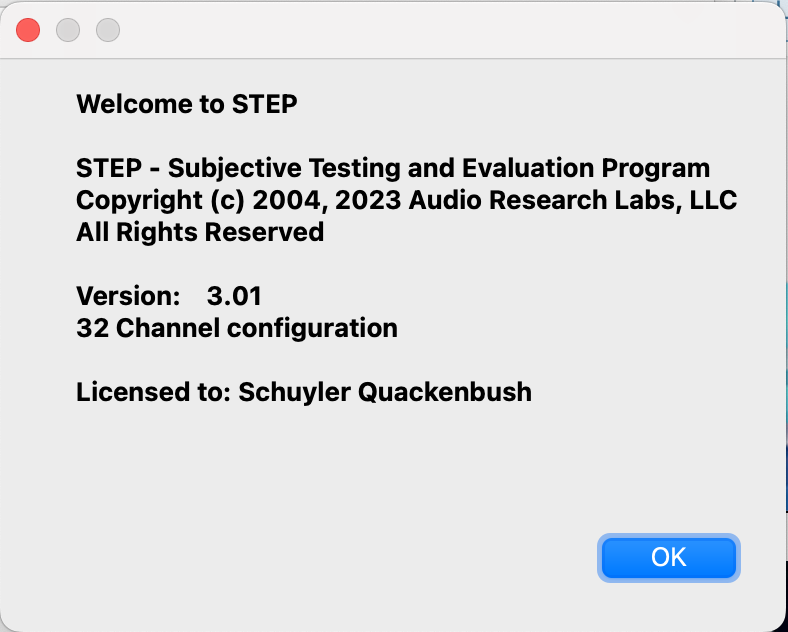 Welcome to STEP
STEP - Subjective Testing and Evaluation Program
Copyright (c) 2004, 2023 Audio Research Labs, LLC
All Rights Reserved
Version: 3.01
32 Channel configuration
Licensed to: Schuyler Quackenbush
OK